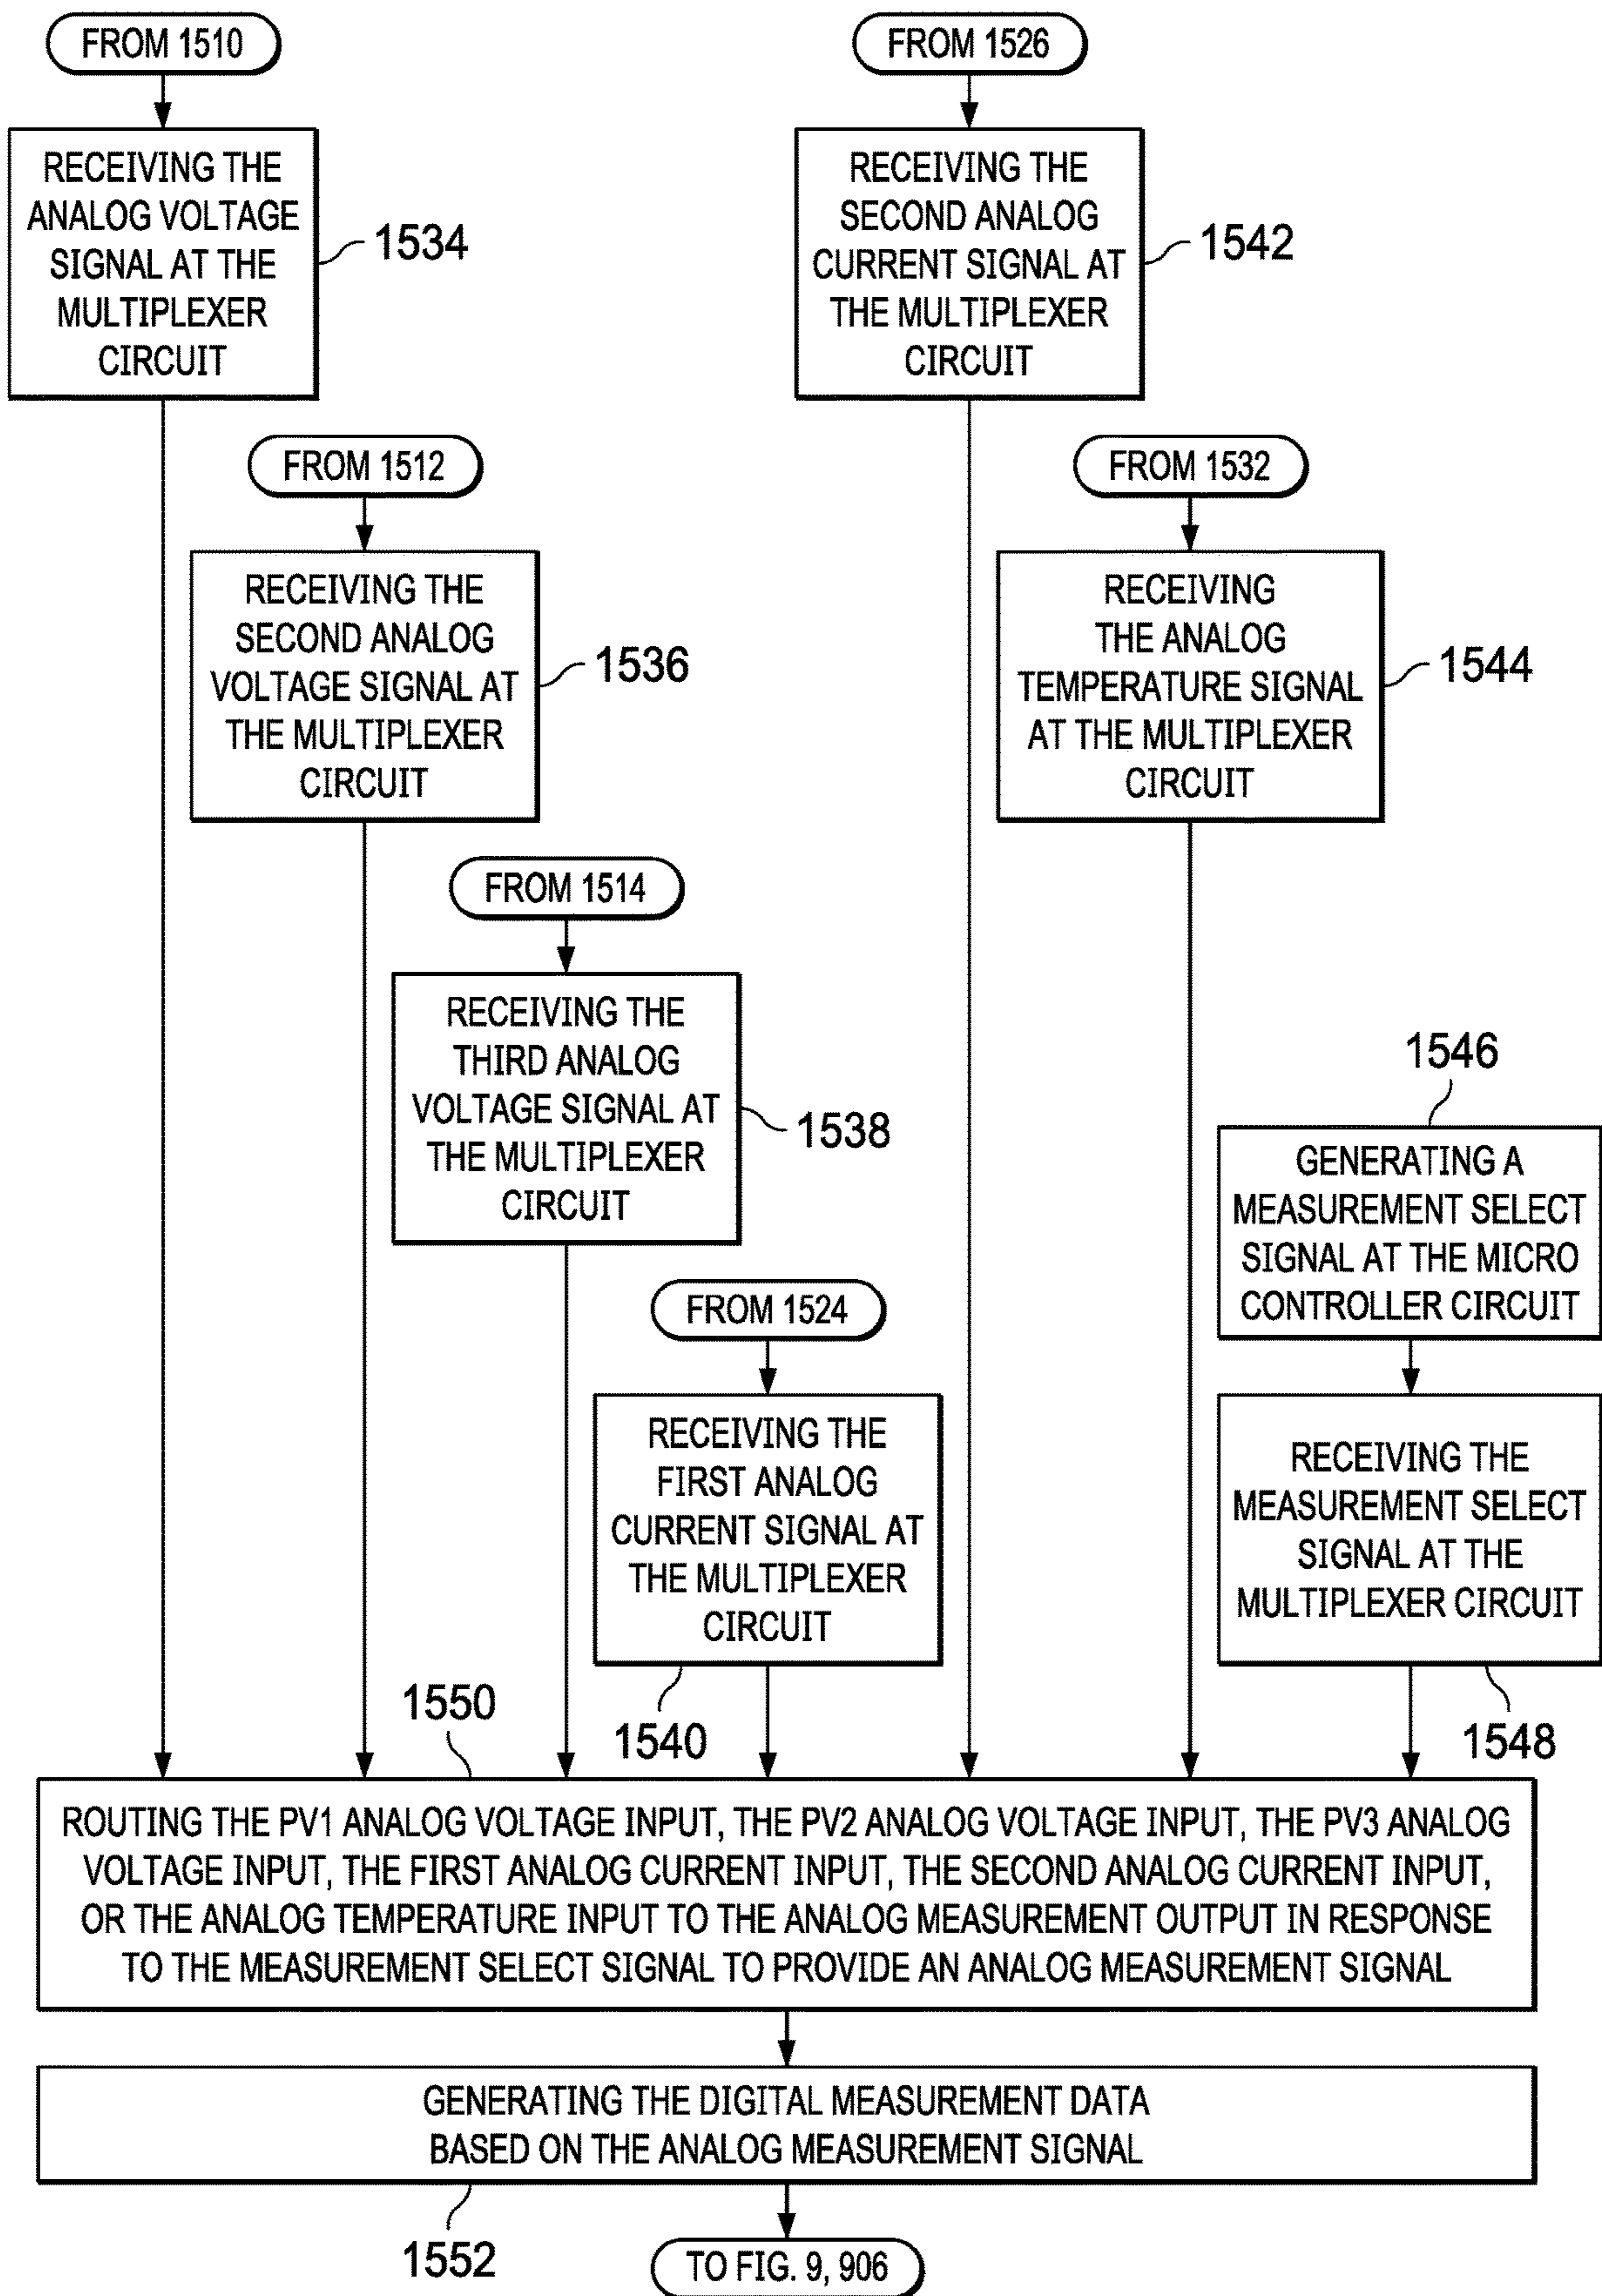 FROM 1510
RECEIVING THE
ANALOG VOLTAGE
SIGNAL AT THE
MULTIPLEXER
CIRCUIT
1534
FROM 1526
RECEIVING THE
SECOND ANALOG
CURRENT SIGNAL AT
THE MULTIPLEXER
CIRCUIT
1542
FROM 1512
RECEIVING THE
SECOND ANALOG
VOLTAGE SIGNAL AT
THE MULTIPLEXER
CIRCUIT
1536
FROM 1532
RECEIVING
THE ANALOG
TEMPERATURE SIGNAL
AT THE MULTIPLEXER
CIRCUIT
1544
FROM 1514
RECEIVING THE
THIRD ANALOG
VOLTAGE SIGNAL AT
THE MULTIPLEXER
CIRCUIT
1538
1546
GENERATING A
MEASUREMENT SELECT
SIGNAL AT THE MICRO
CONTROLLER CIRCUIT
FROM 1524
RECEIVING THE
FIRST ANALOG
CURRENT SIGNAL AT
THE MULTIPLEXER
CIRCUIT
1540
RECEIVING THE
MEASUREMENT SELECT
SIGNAL AT THE
MULTIPLEXER CIRCUIT
1548
1550
ROUTING THE PV1 ANALOG VOLTAGE INPUT, THE PV2 ANALOG VOLTAGE INPUT, THE PV3 ANALOG
VOLTAGE INPUT, THE FIRST ANALOG CURRENT INPUT, THE SECOND ANALOG CURRENT INPUT,
OR THE ANALOG TEMPERATURE INPUT TO THE ANALOG MEASUREMENT OUTPUT IN RESPONSE
TO THE MEASUREMENT SELECT SIGNAL TO PROVIDE AN ANALOG MEASUREMENT SIGNAL
GENERATING THE DIGITAL MEASUREMENT DATA
BASED ON THE ANALOG MEASUREMENT SIGNAL
1552
TO FIG. 9, 906